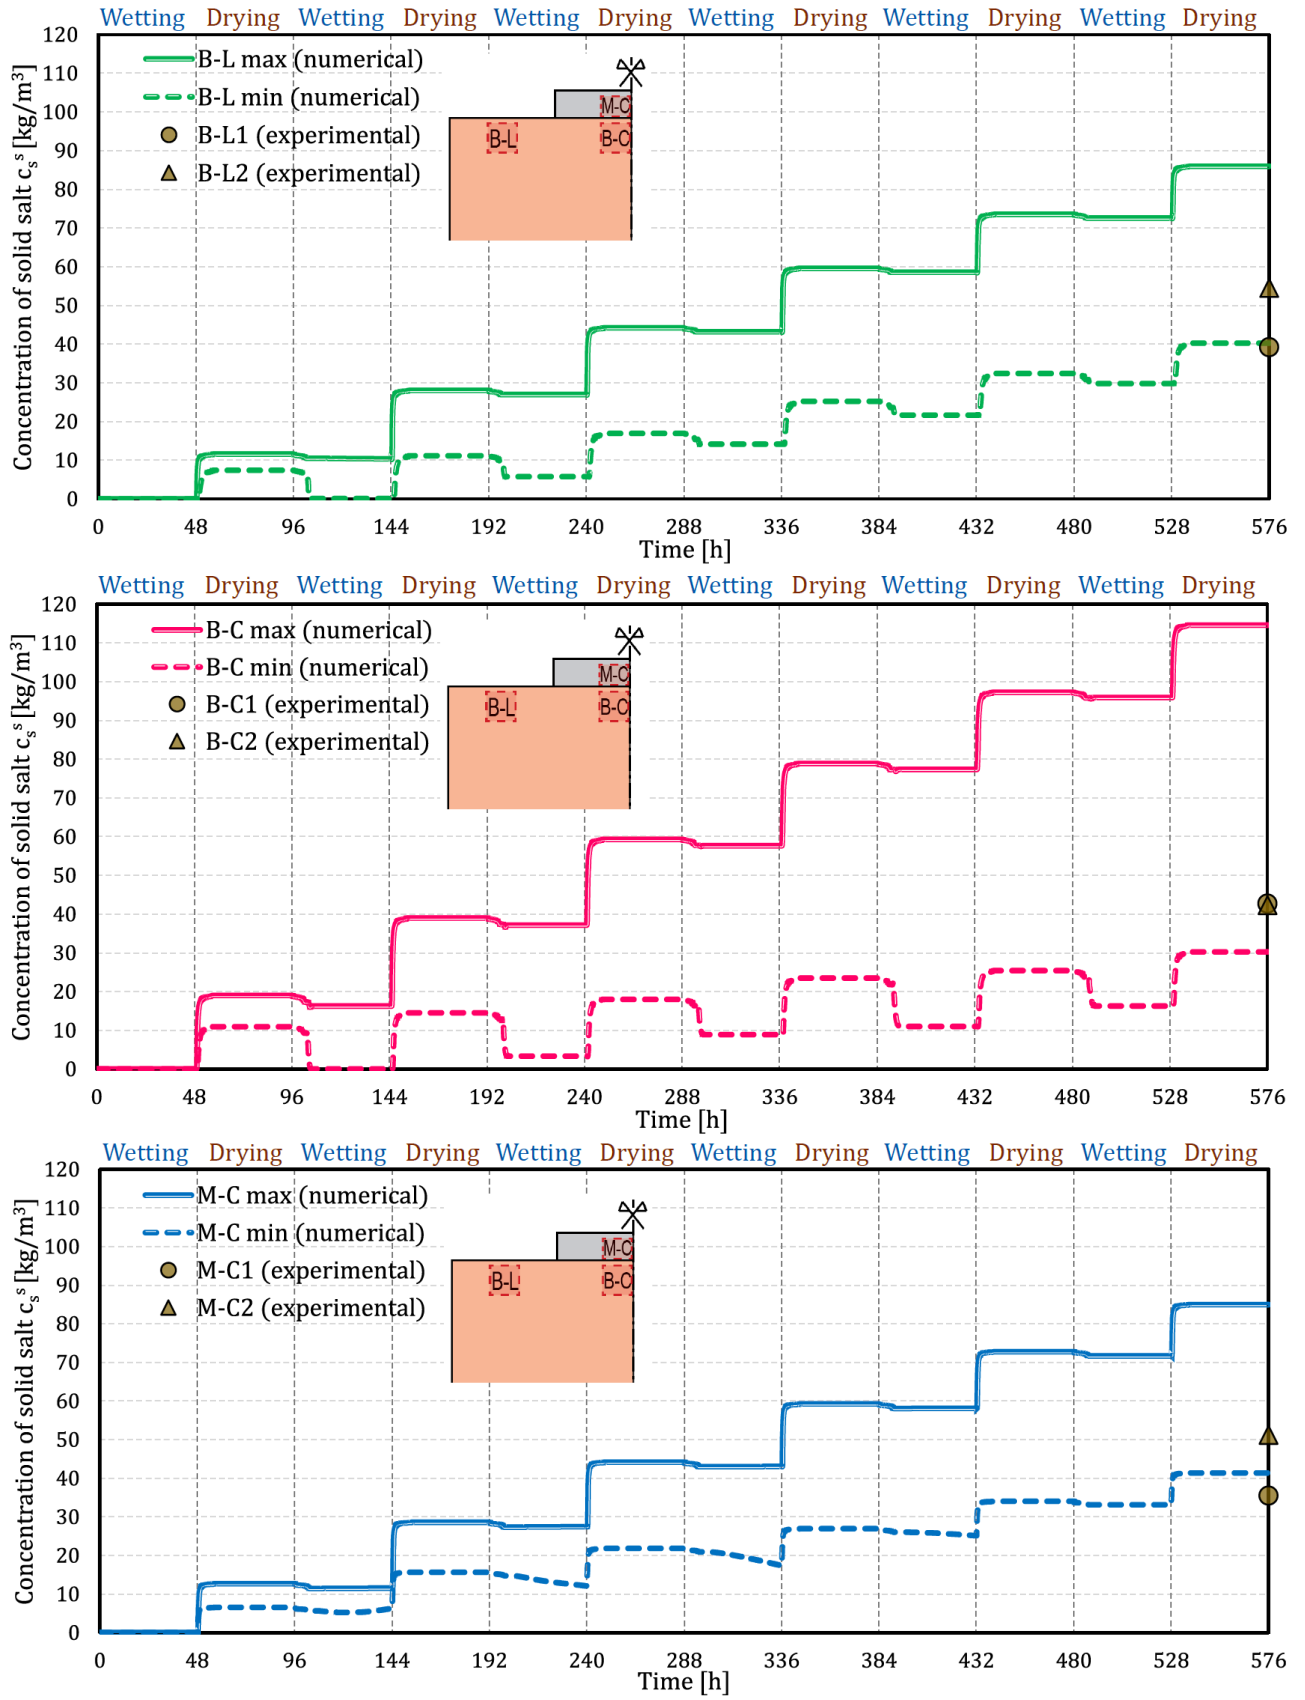 Wetting Drying Wetting Drying Wetting Drying Wetting Drying Wetting Drying Wetting Drying
Concentration of solid salt cₛˢ [kg/m³]
120
110
100
90
80
70
60
50
40
30
20
10
0
B-L max (numerical)
B-L min (numerical)
B-L1 (experimental)
B-L2 (experimental)
M-C
B-L B-C
0 48 96 144 192 240 288 336 384 432 480 528 576
Time [h]
Wetting Drying Wetting Drying Wetting Drying Wetting Drying Wetting Drying Wetting Drying
Concentration of solid salt cₛˢ [kg/m³]
120
110
100
90
80
70
60
50
40
30
20
10
0
B-C max (numerical)
B-C min (numerical)
B-C1 (experimental)
B-C2 (experimental)
M-C
B-L B-C
0 48 96 144 192 240 288 336 384 432 480 528 576
Time [h]
Wetting Drying Wetting Drying Wetting Drying Wetting Drying Wetting Drying Wetting Drying
Concentration of solid salt cₛˢ [kg/m³]
120
110
100
90
80
70
60
50
40
30
20
10
0
M-C max (numerical)
M-C min (numerical)
M-C1 (experimental)
M-C2 (experimental)
M-C
B-L B-C
0 48 96 144 192 240 288 336 384 432 480 528 576
Time [h]